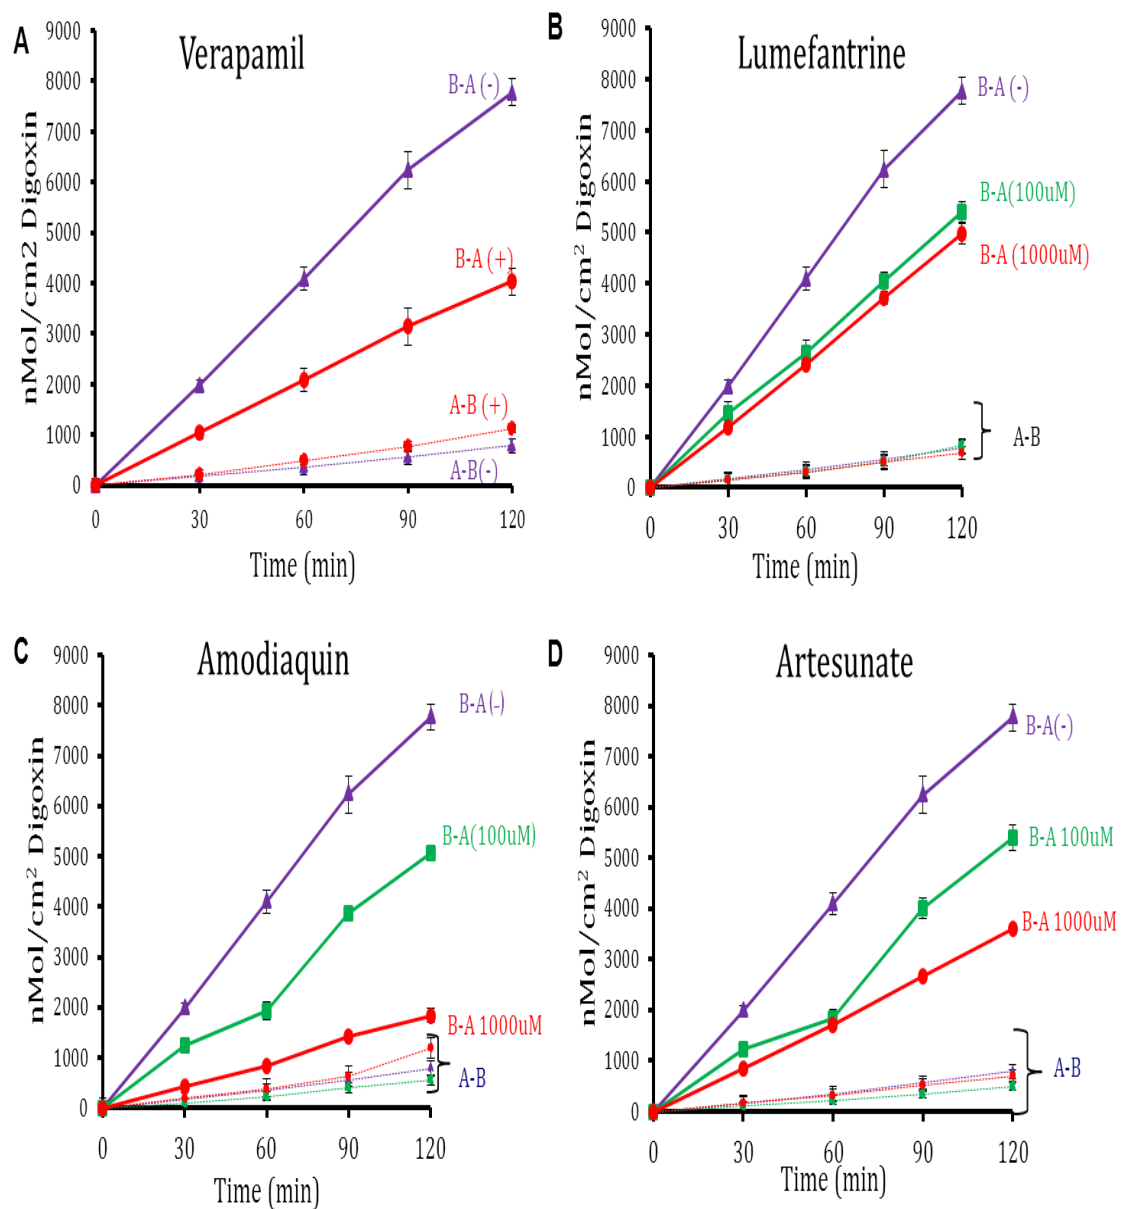 A
Verapamil
nMol/cm2 Digoxin
9000
8000
7000
6000
5000
4000
3000
2000
1000
0
B-A (-)
B-A (+)
A-B (+)
A-B(-)
0 30 60 90 120
Time (min)
B
Lumefantrine
nMol/cm² Digoxin
9000
8000
7000
6000
5000
4000
3000
2000
1000
0
B-A (-)
B-A(100uM)
B-A (1000uM)
A-B
0 30 60 90 120
Time (min)
C
Amodiaquin
nMol/cm² Digoxin
9000
8000
7000
6000
5000
4000
3000
2000
1000
0
B-A(-)
B-A(100uM)
B-A 1000uM
A-B
0 30 60 90 120
Time (min)
D
Artesunate
nMol/cm² Digoxin
9000
8000
7000
6000
5000
4000
3000
2000
1000
0
B-A(-)
B-A 100uM
B-A 1000uM
A-B
0 30 60 90 120
Time (min)